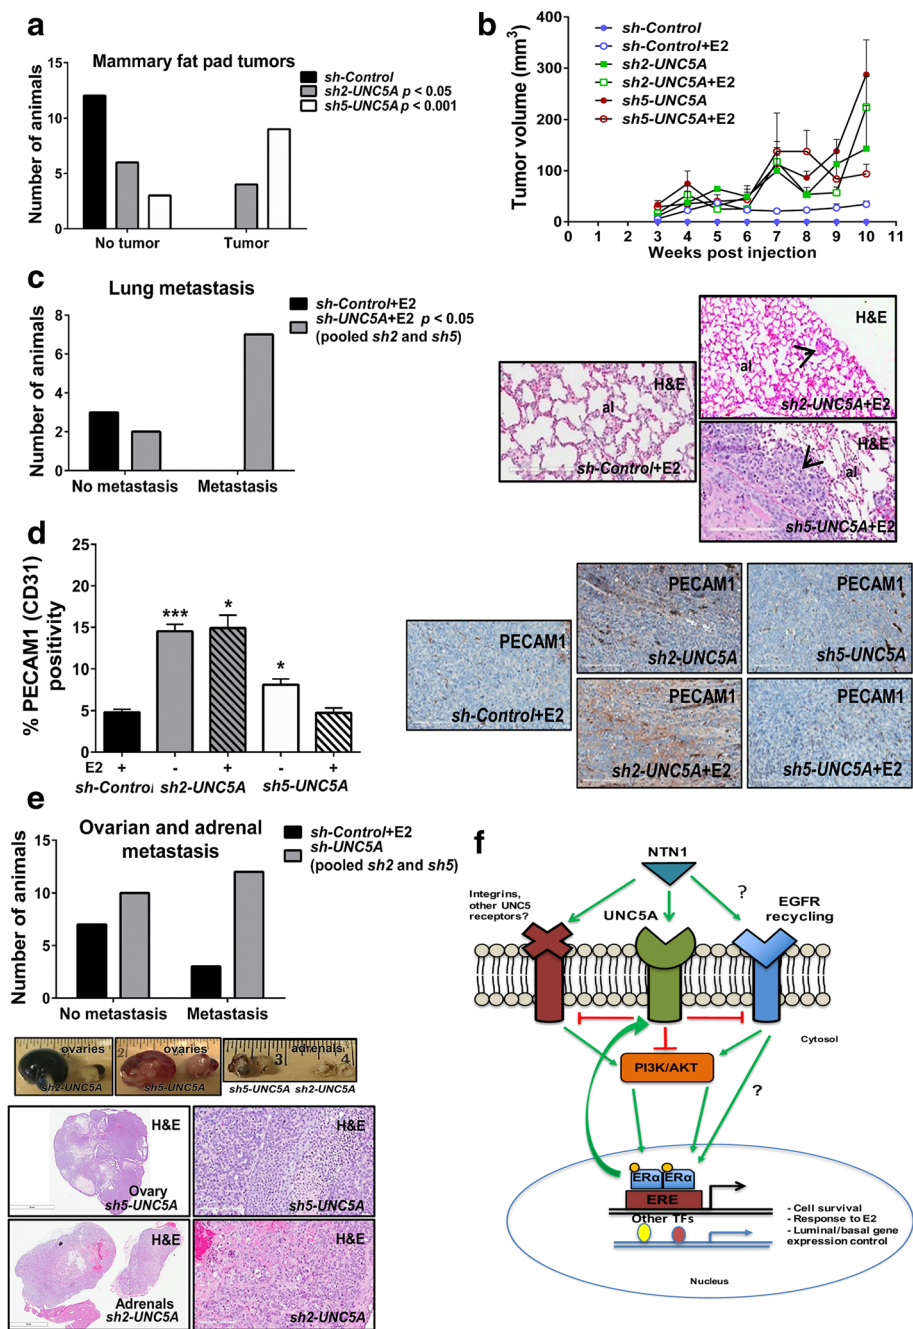 a
Mammary fat pad tumors
sh-Control
sh2-UNC5A p < 0.05
sh5-UNC5A p < 0.001
Number of animals
15
10
5
0
No tumor
Tumor
b
Tumor volume (mm3)
400
300
200
100
0
sh-Control
sh-Control+E2
sh2-UNC5A
sh2-UNC5A+E2
sh5-UNC5A
sh5-UNC5A+E2
0 1 2 3 4 5 6 7 8 9 10 11
Weeks post injection
c
Lung metastasis
sh-Control+E2
sh-UNC5A+E2 p < 0.05
(pooled sh2 and sh5)
Number of animals
8
6
4
2
0
No metastasis
Metastasis
H&E
al
sh-Control+E2
H&E
al
sh2-UNC5A+E2
H&E
al
sh5-UNC5A+E2
d
% PECAM1 (CD31)
positivity
25
20
15
10
5
0
***
*
*
E2 + - + - +
sh-Control sh2-UNC5A sh5-UNC5A
PECAM1
sh-Control+E2
PECAM1
sh2-UNC5A
PECAM1
sh5-UNC5A
PECAM1
sh2-UNC5A+E2
PECAM1
sh5-UNC5A+E2
e
Ovarian and adrenal
metastasis
sh-Control+E2
sh-UNC5A
(pooled sh2 and sh5)
Number of animals
15
10
5
0
No metastasis
Metastasis
ovaries
sh2-UNC5A
2
ovaries
sh5-UNC5A
adrenals
3
4
sh5-UNC5A sh2-UNC5A
H&E
Ovary
sh5-UNC5A
H&E
sh5-UNC5A
H&E
Adrenals
sh2-UNC5A
H&E
sh2-UNC5A
f
NTN1
Integrins,
other UNC5
receptors?
UNC5A
?
EGFR
recycling
Cytosol
PI3K/AKT
?
ERα ERα
ERE
Other TFs
- Cell survival
- Response to E2
- Luminal/basal gene
expression control
Nucleus